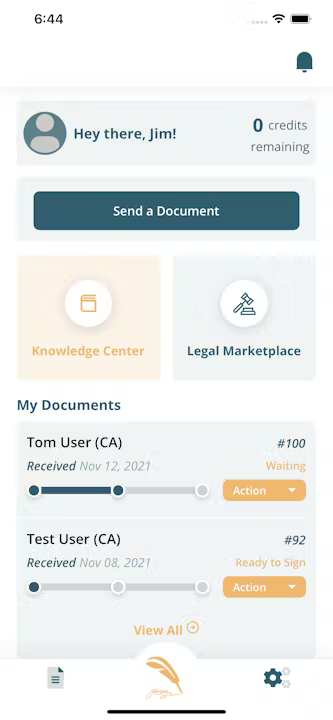 6:44
Hey there, Jim!
0 credits
remaining
Send a Document
Knowledge Center
Legal Marketplace
My Documents
Tom User (CA)
#100
Received Nov 12, 2021
Waiting
Action
Test User (CA)
#92
Received Nov 08, 2021
Ready to Sign
Action
View All